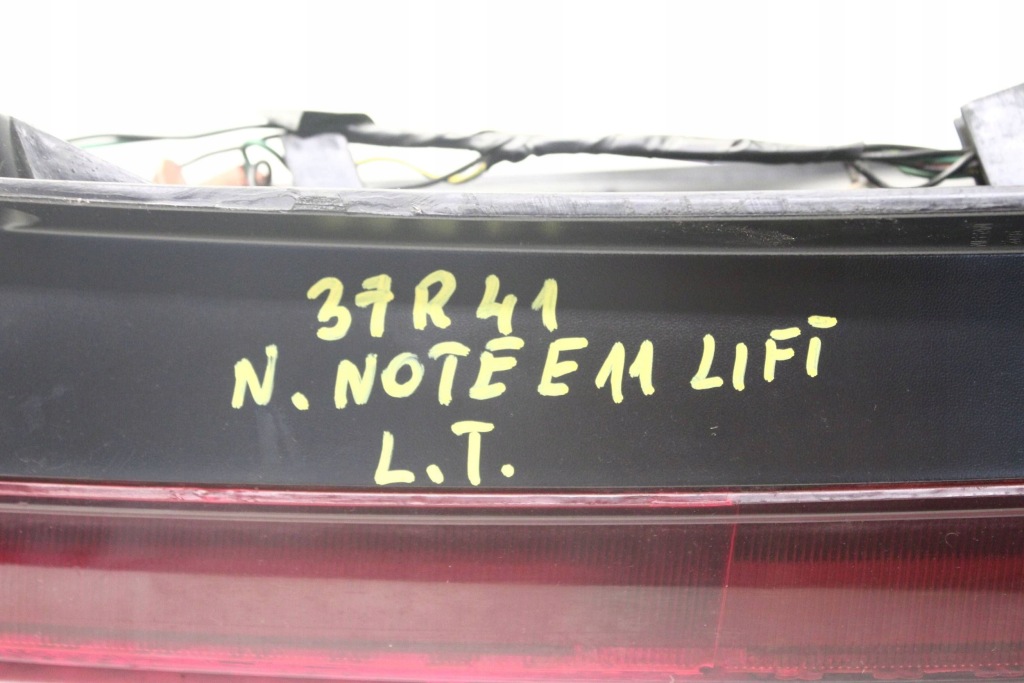 37R41
N. NOTE E11 LIFT
L.T.